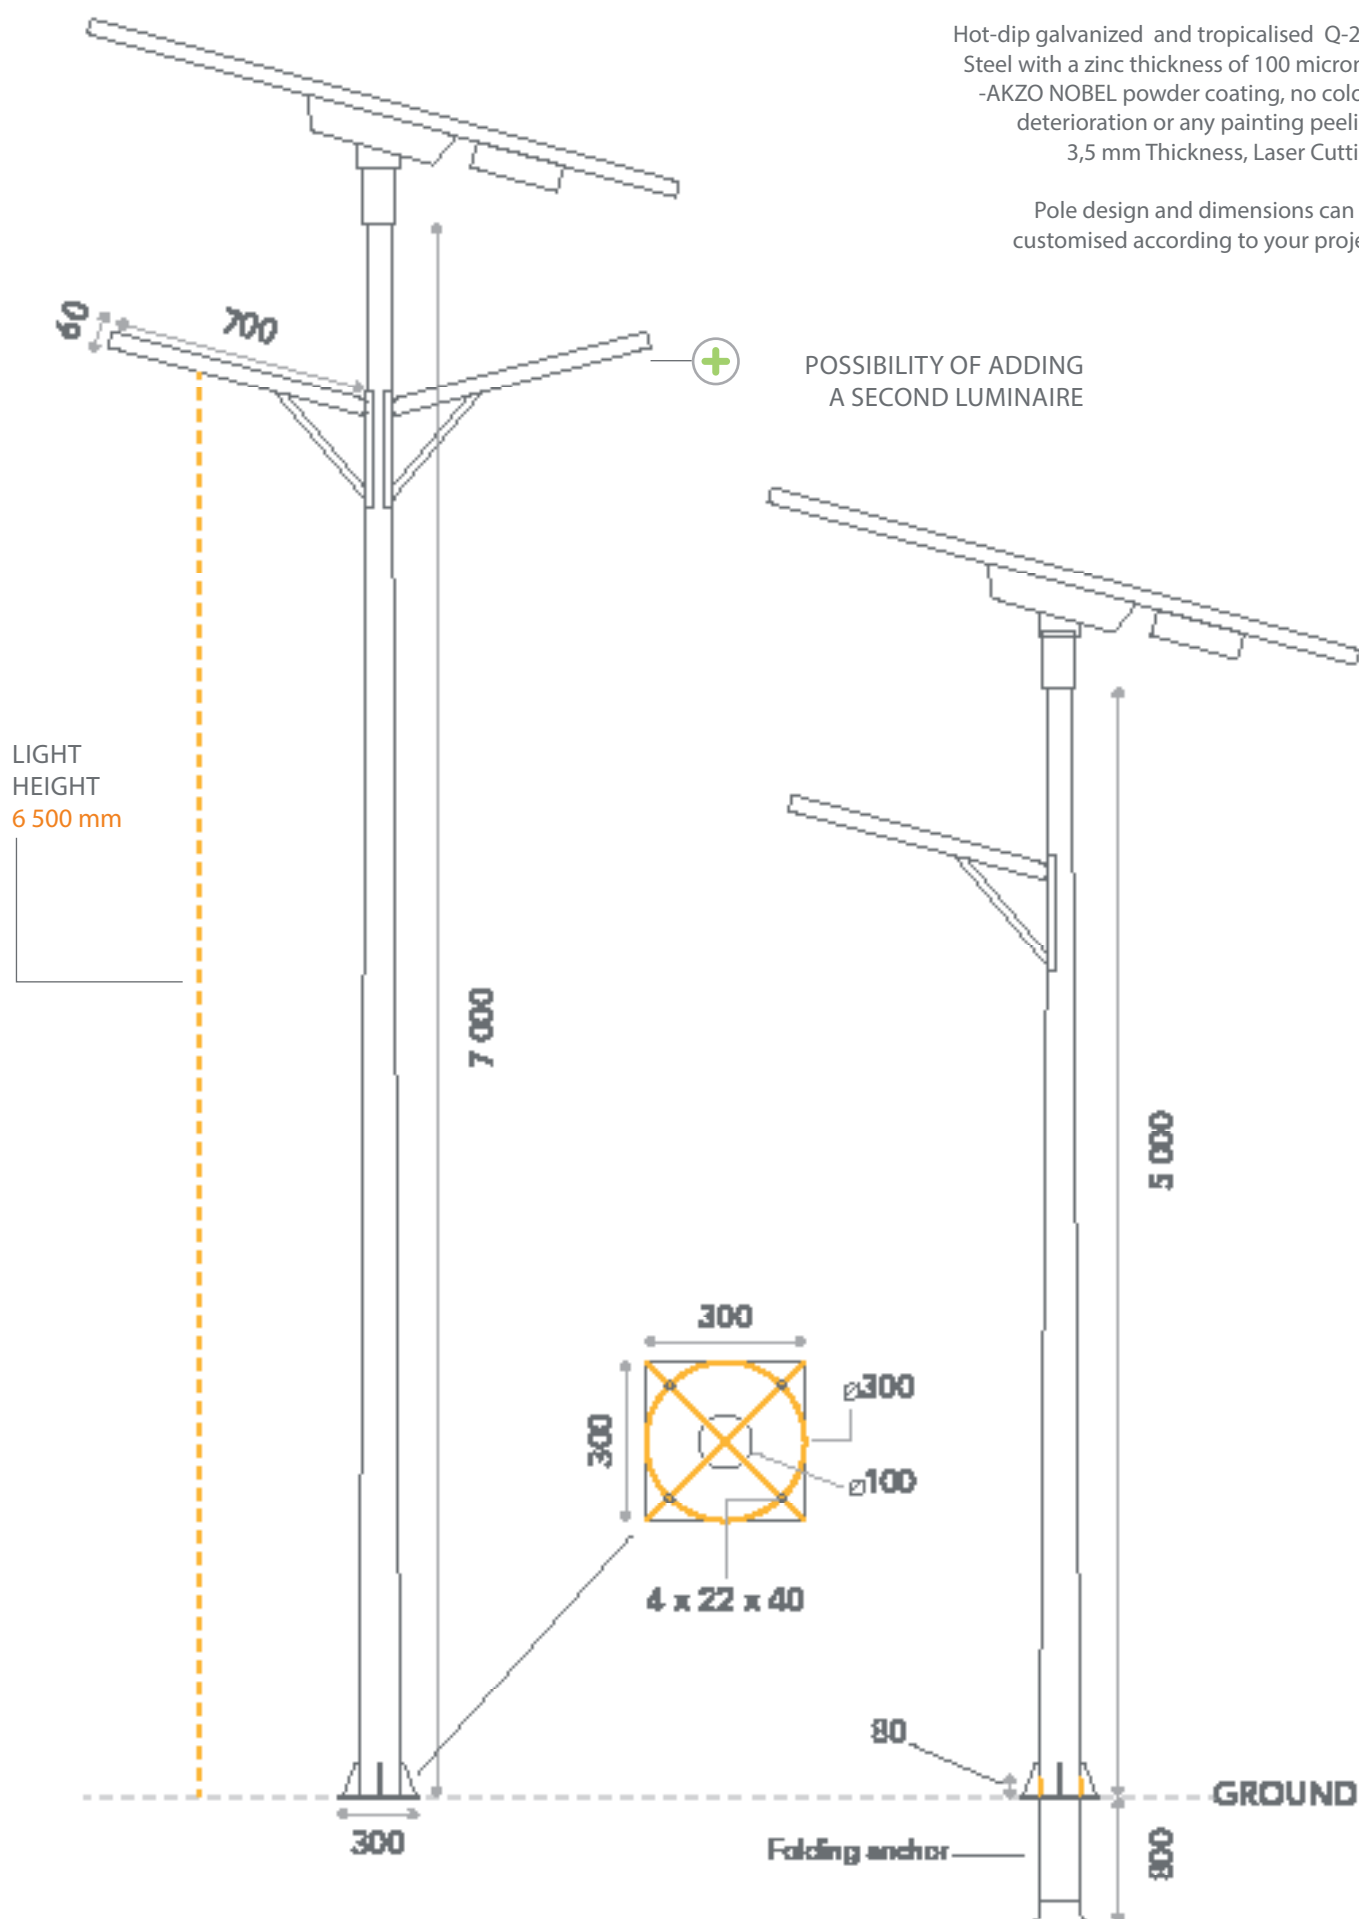 Hot-dip galvanized and tropicalised Q-2
Steel with a zinc thickness of 100 micron
-AKZO NOBEL powder coating, no colo
deterioration or any painting peeli
3,5 mm Thickness, Laser Cutti
Pole design and dimensions can
customised according to your proje
60
700
POSSIBILITY OF ADDING
A SECOND LUMINAIRE
LIGHT
HEIGHT
6 500 mm
7 000
5 000
300
300
ø300
ø100
4 x 22 x 40
80
GROUND
300
Folding anchor
800